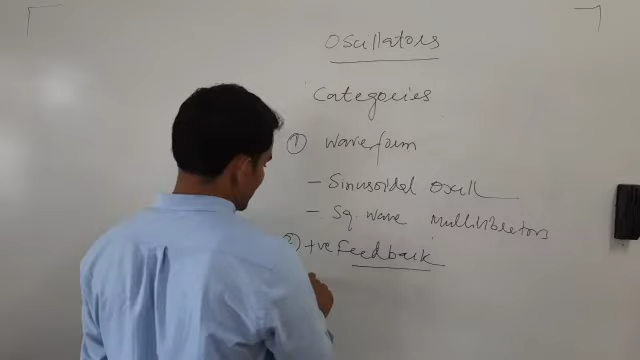 Oscillators
Categories
① Waveform
- Sinusoidal oscill
- Sq. wave multivibrators
② +ve Feedback